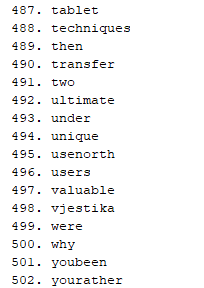 487. tablet
488. techniques
489. then
490. transfer
491. two
492. ultimate
493. under
494. unique
495. usenorth
496. users
497. valuable
498. vjestika
499. were
500. why
501. youbeen
502. yourather